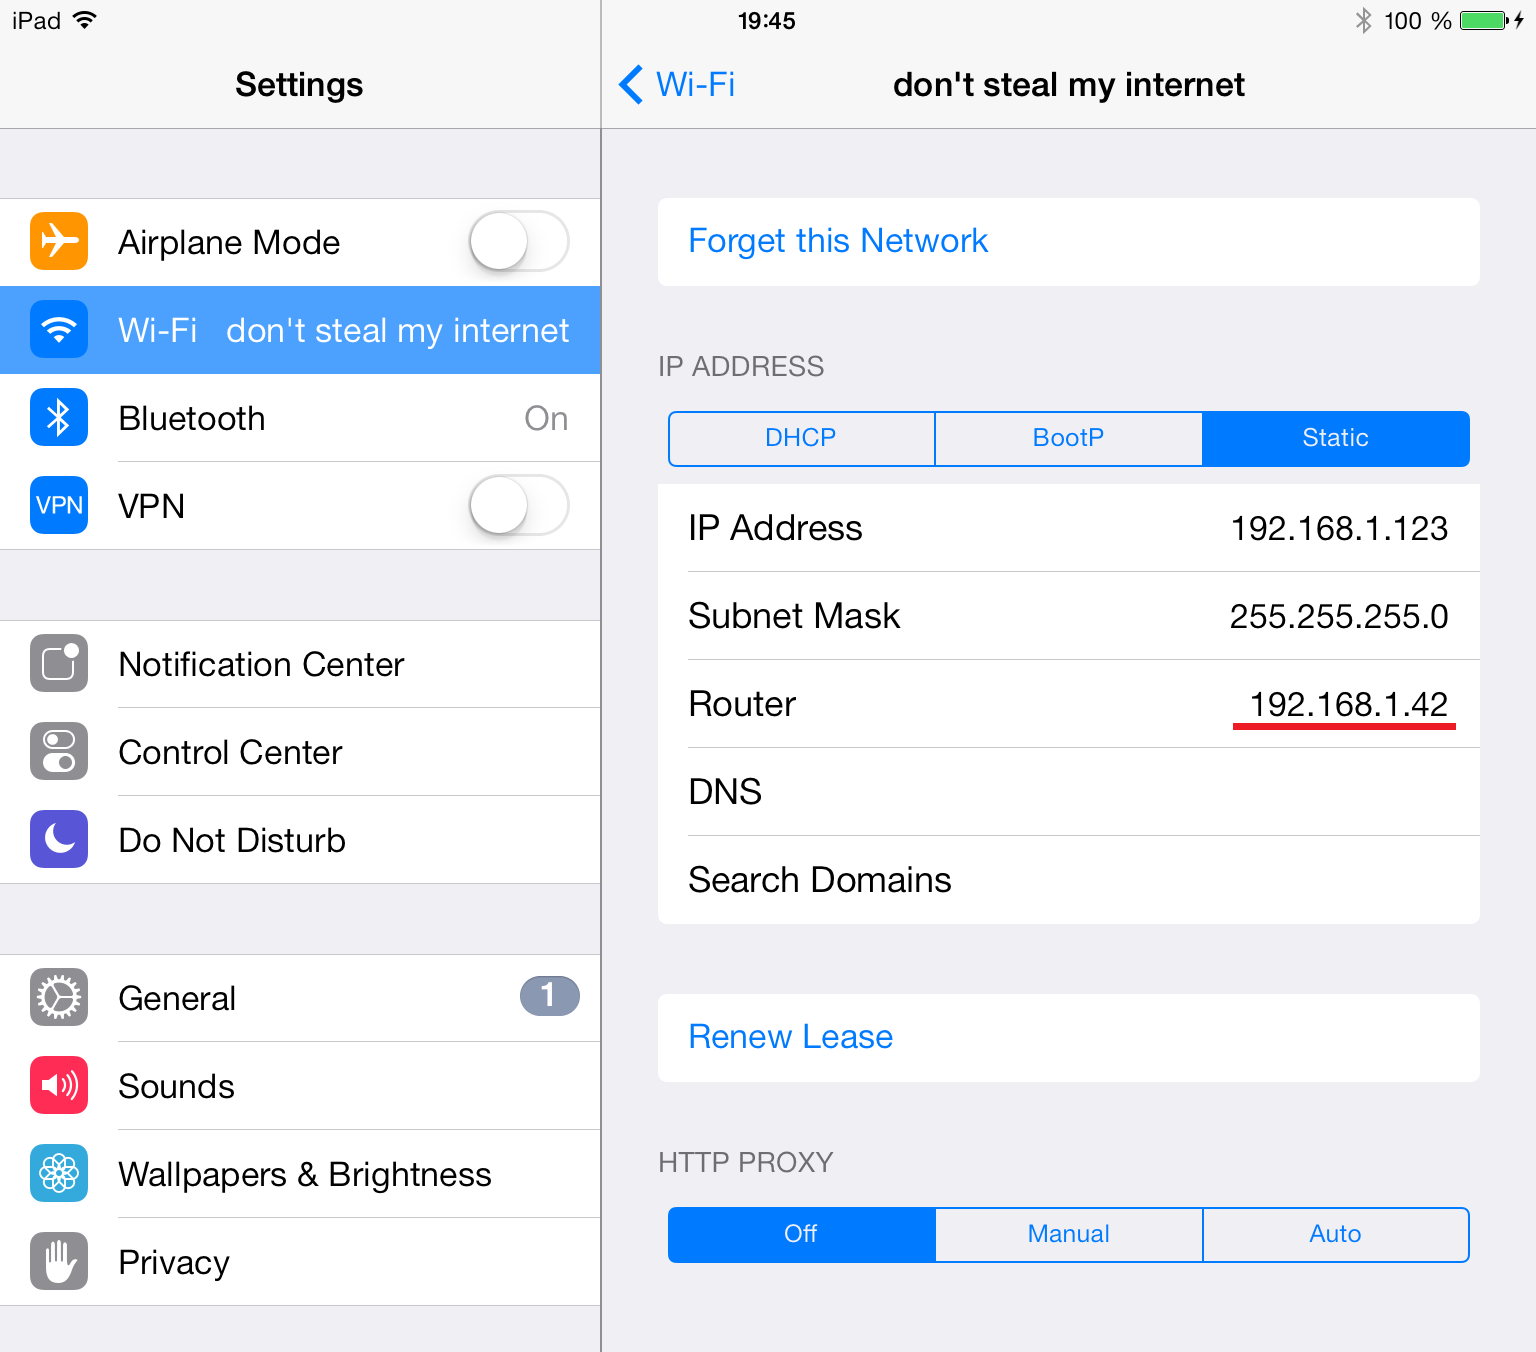 iPad
19:45
100 %
Settings
Wi-Fi
don't steal my internet
Airplane Mode
Wi-Fi don't steal my internet
Bluetooth On
VPN VPN
Notification Center
Control Center
Do Not Disturb
General 1
Sounds
Wallpapers & Brightness
Privacy
Forget this Network
IP ADDRESS
DHCP BootP Static
IP Address 192.168.1.123
Subnet Mask 255.255.255.0
Router 192.168.1.42
DNS
Search Domains
Renew Lease
HTTP PROXY
Off Manual Auto